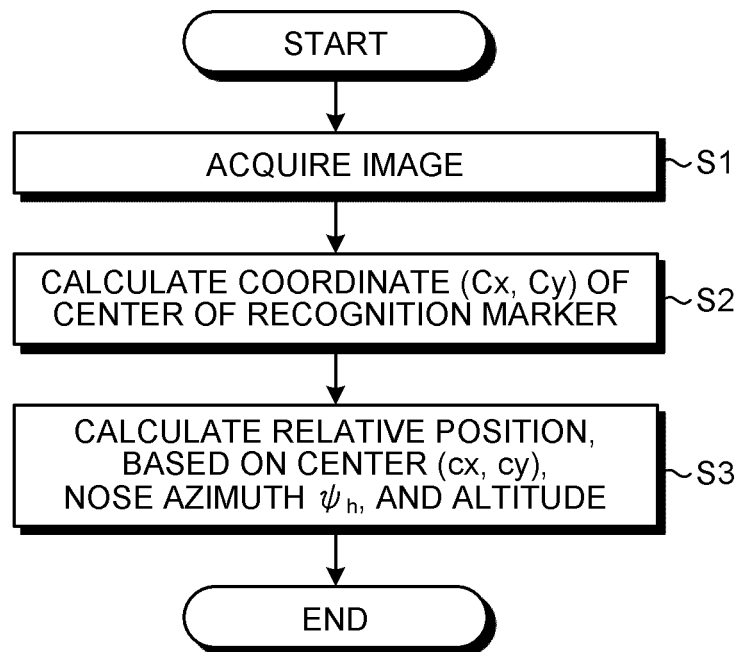 START
ACQUIRE IMAGE
~S1
CALCULATE COORDINATE (Cx, Cy) OF
CENTER OF RECOGNITION MARKER
~S2
CALCULATE RELATIVE POSITION,
BASED ON CENTER (cx, cy),
NOSE AZIMUTH ψh, AND ALTITUDE
~S3
END